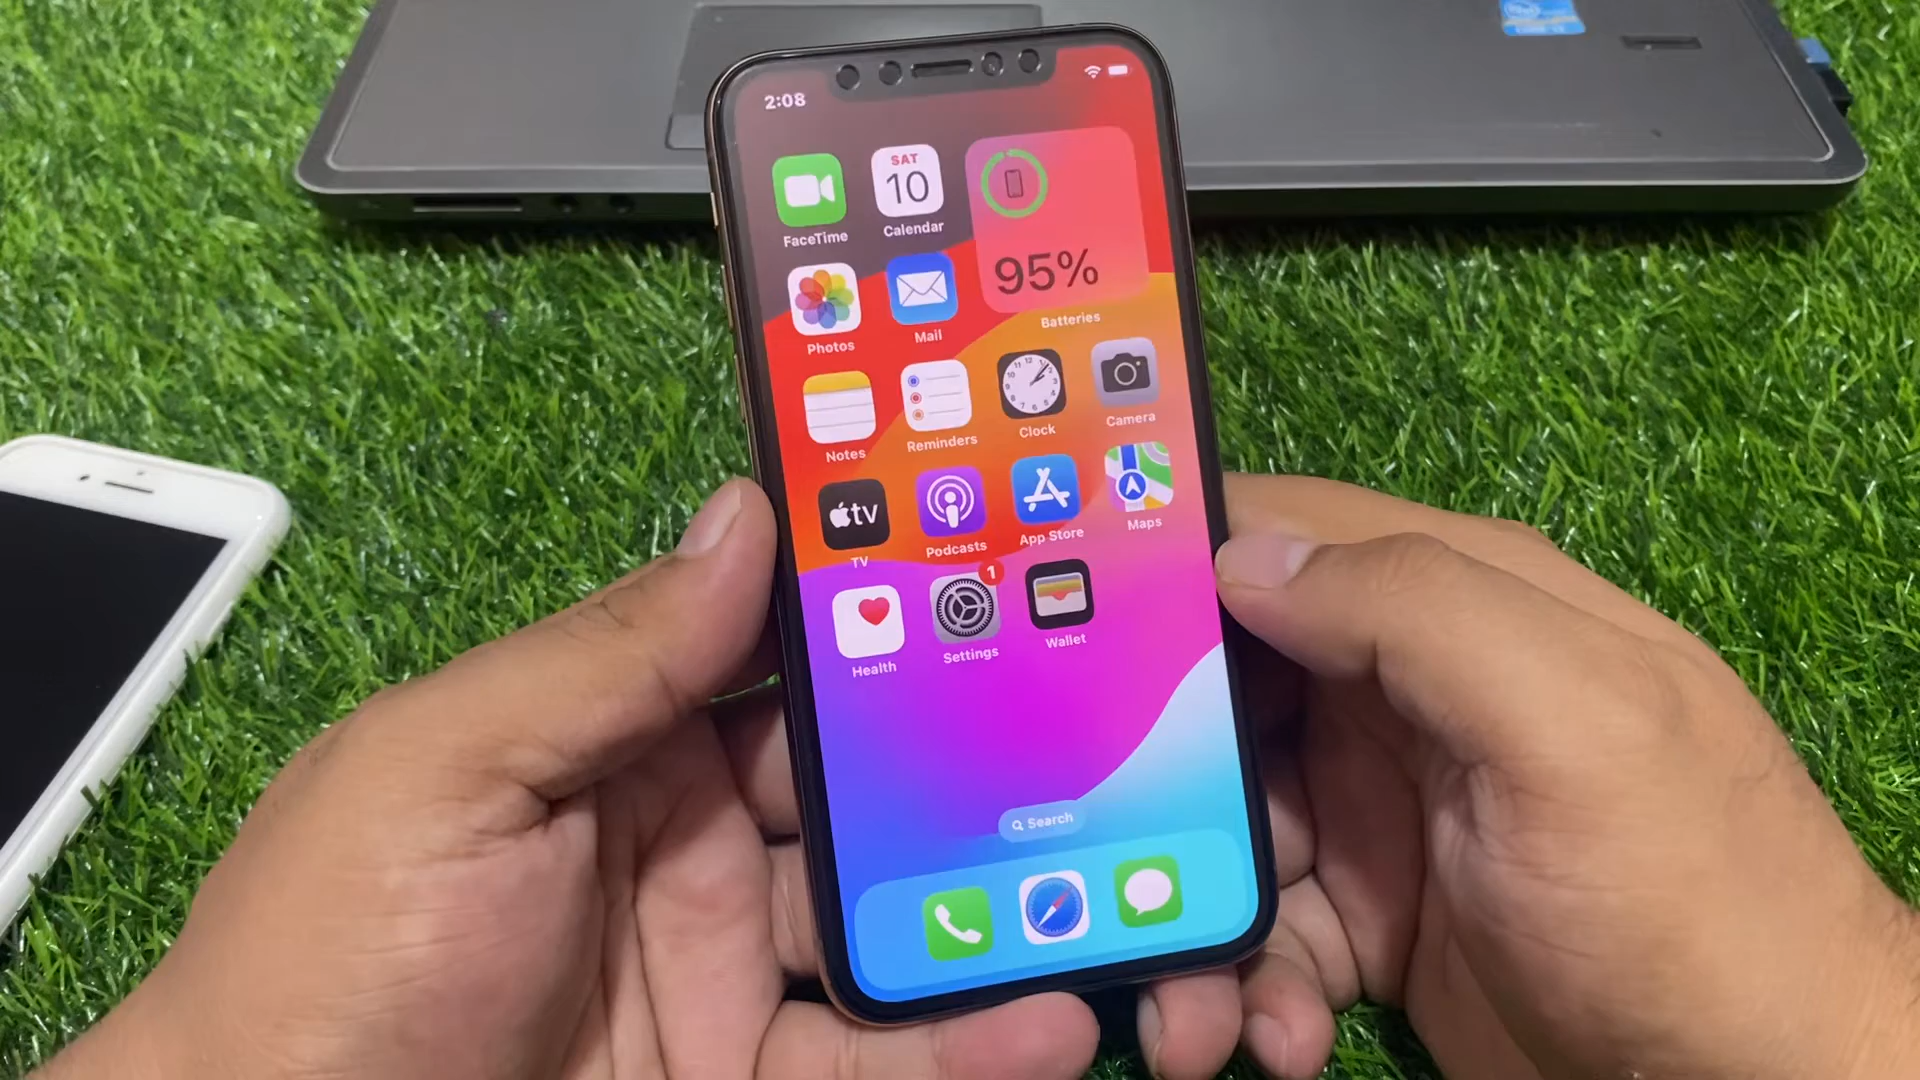 2:08
SAT
10
FaceTime
Calendar
95%
Photos
Mail
Batteries
Notes
Reminders
Clock
Camera
tv
TV
Podcasts
App Store
Maps
1
Health
Settings
Wallet
Search